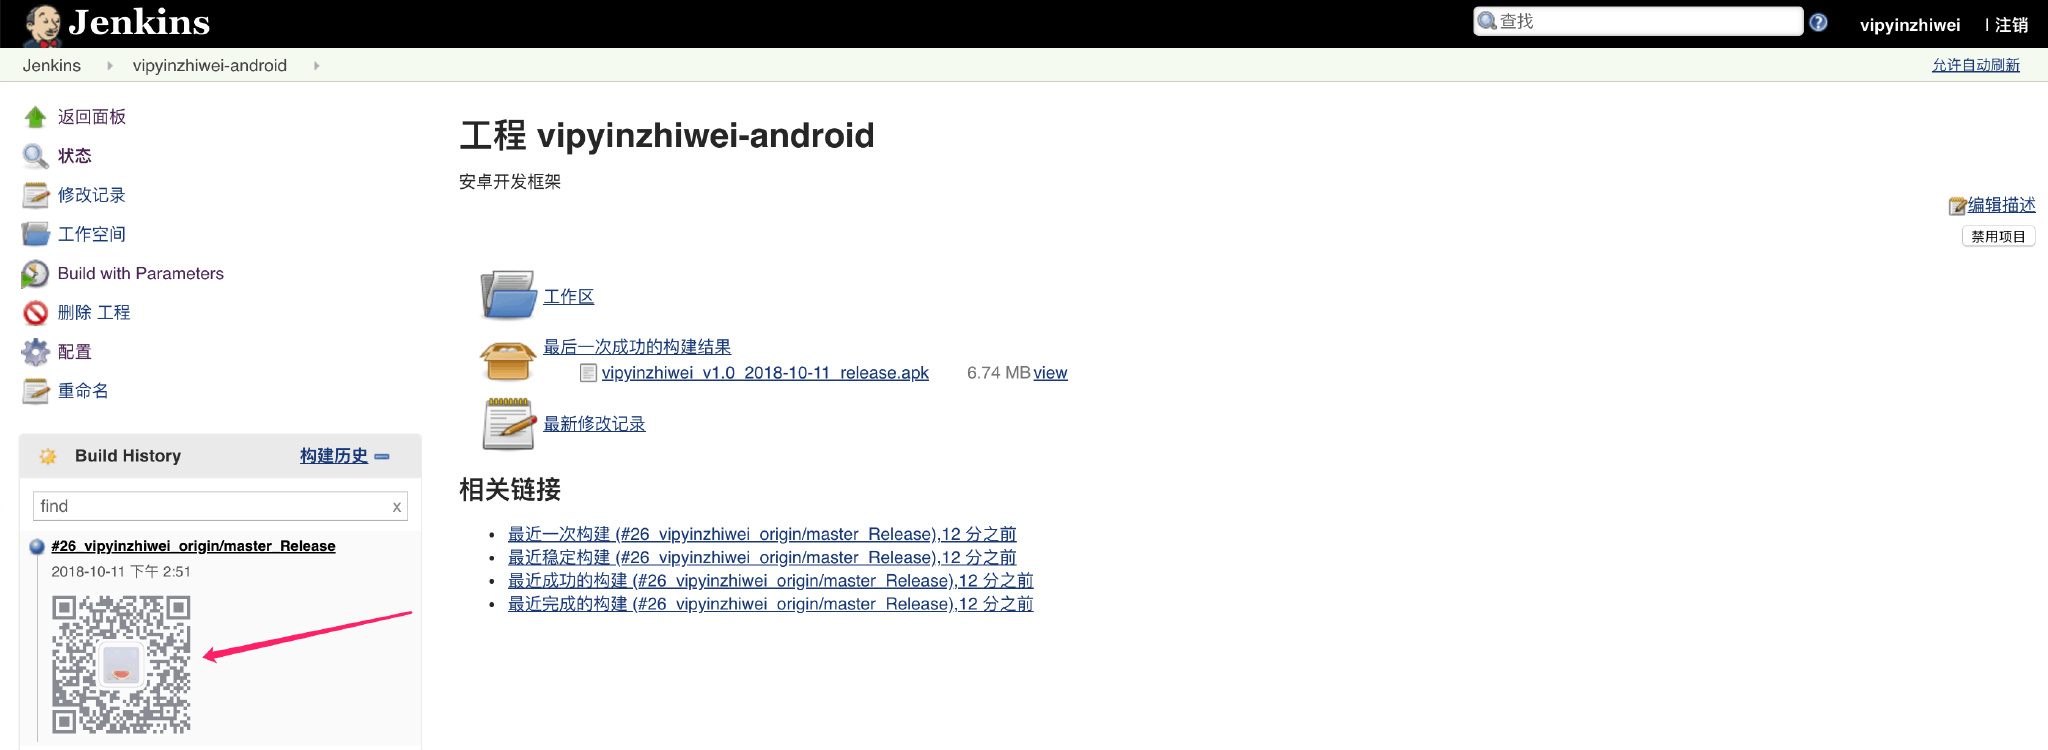 Jenkins
查找
vipyinzhiwei
| 注销
Jenkins
vipyinzhiwei-android
允许自动刷新
返回面板
状态
修改记录
工作空间
Build with Parameters
删除 工程
配置
重命名
工程 vipyinzhiwei-android
安卓开发框架
编辑描述
禁用项目
工作区
最后一次成功的构建结果
vipyinzhiwei_v1.0_2018-10-11_release.apk 6.74 MB view
最新修改记录
相关链接
最近一次构建 (#26_vipyinzhiwei_origin/master_Release),12 分之前
最近稳定构建 (#26_vipyinzhiwei_origin/master_Release),12 分之前
最近成功的构建 (#26_vipyinzhiwei_origin/master_Release),12 分之前
最近完成的构建 (#26_vipyinzhiwei_origin/master_Release),12 分之前
Build History
构建历史
find
x
#26_vipyinzhiwei_origin/master_Release
2018-10-11 下午 2:51